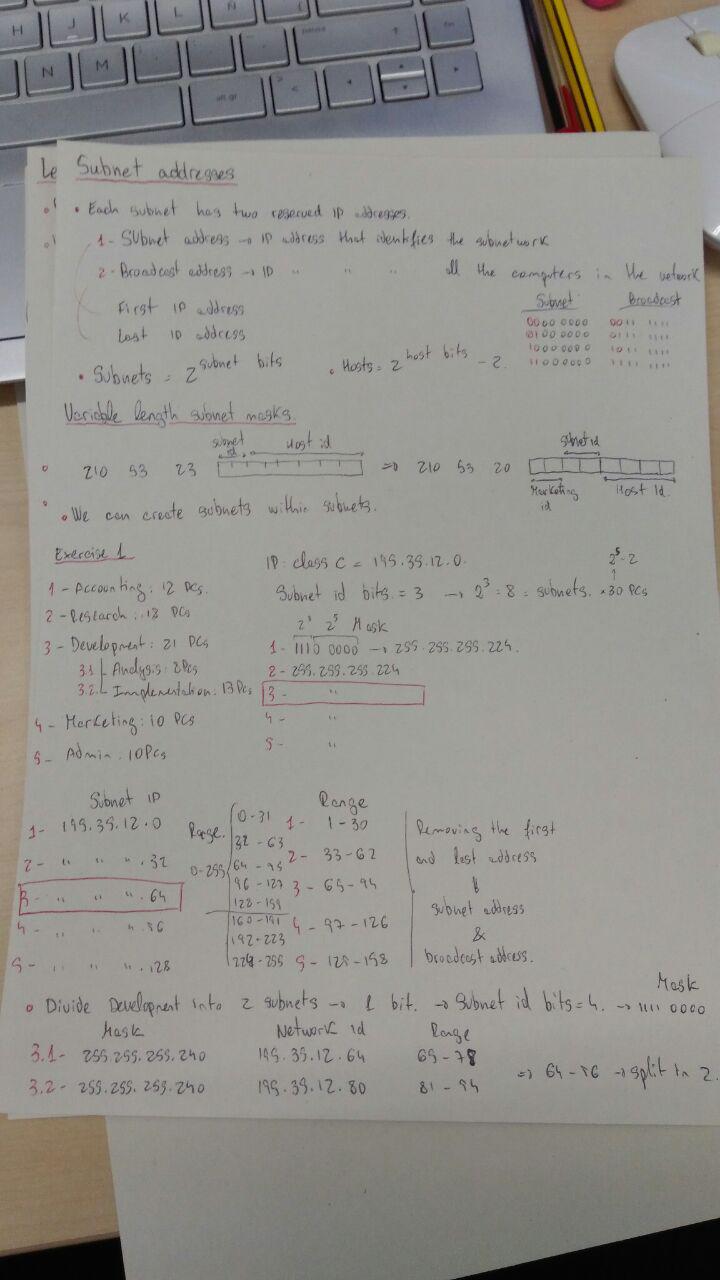 H J K L Ñ
N M
alt gr
pause
fin
Le
Subnet addresses
• Each subnet has two reserved IP addresses.
1 - Subnet address → IP address that identifies the subnetwork
2 - Broadcast address → ID " " " all the computers in the network
First IP address
Last IP address
Subnet Broadcast
0000 0000 0011 1111
0100 0000
1000 0000 1011 1111
1100 0000 1111
• Subnets = 2^subnet bits • Hosts = 2^host bits - 2.
Variable length subnet masks.
subnet id Host id
• 210 53 23 => 210 53 20
subnet id
Marketing id Host Id.
• We can create subnets within subnets.
Exercise 1
IP: class C = 195.35.12.0.
2^5-2
↑
1 - Accounting: 12 PCs.
Subnet id bits. = 3 → 2^3 = 8 = subnets. × 30 PCs
2 - Research: 13 PCs
2^3 2^5 Mask
3 - Development: 21 PCs
1 - 1110 0000 → 255.255.255.224.
3.1 Analysis: 8 PCs
2 - 255.255.255.224
3.2 Implementation: 13 PCs
3 - "
4 - Marketing: 10 PCs
4 - "
5 - Admin: 10 PCs
5 - "
Subnet IP
1 - 195.35.12.0
2 - " " " .32
3 - " " " .64
4 - " " " .96
5 - " " " .128
Range.
0-255
0-31
32-63
64-95
96-127
128-159
160-191
192-223
224-255
Range
1 - 1-30
2 - 33-62
3 - 65-94
4 - 97-126
5 - 129-158
Removing the first
and last address
⇓
subnet address
&
broadcast address.
• Divide Development into 2 subnets → 1 bit. → Subnet id bits = 4. → 1111 0000
Mask
Mask Network Id Range
3.1 - 255.255.255.240 195.35.12.64 65-78
3.2 - 255.255.255.240 195.35.12.80 81-94
=> 64-96 → split in 2.